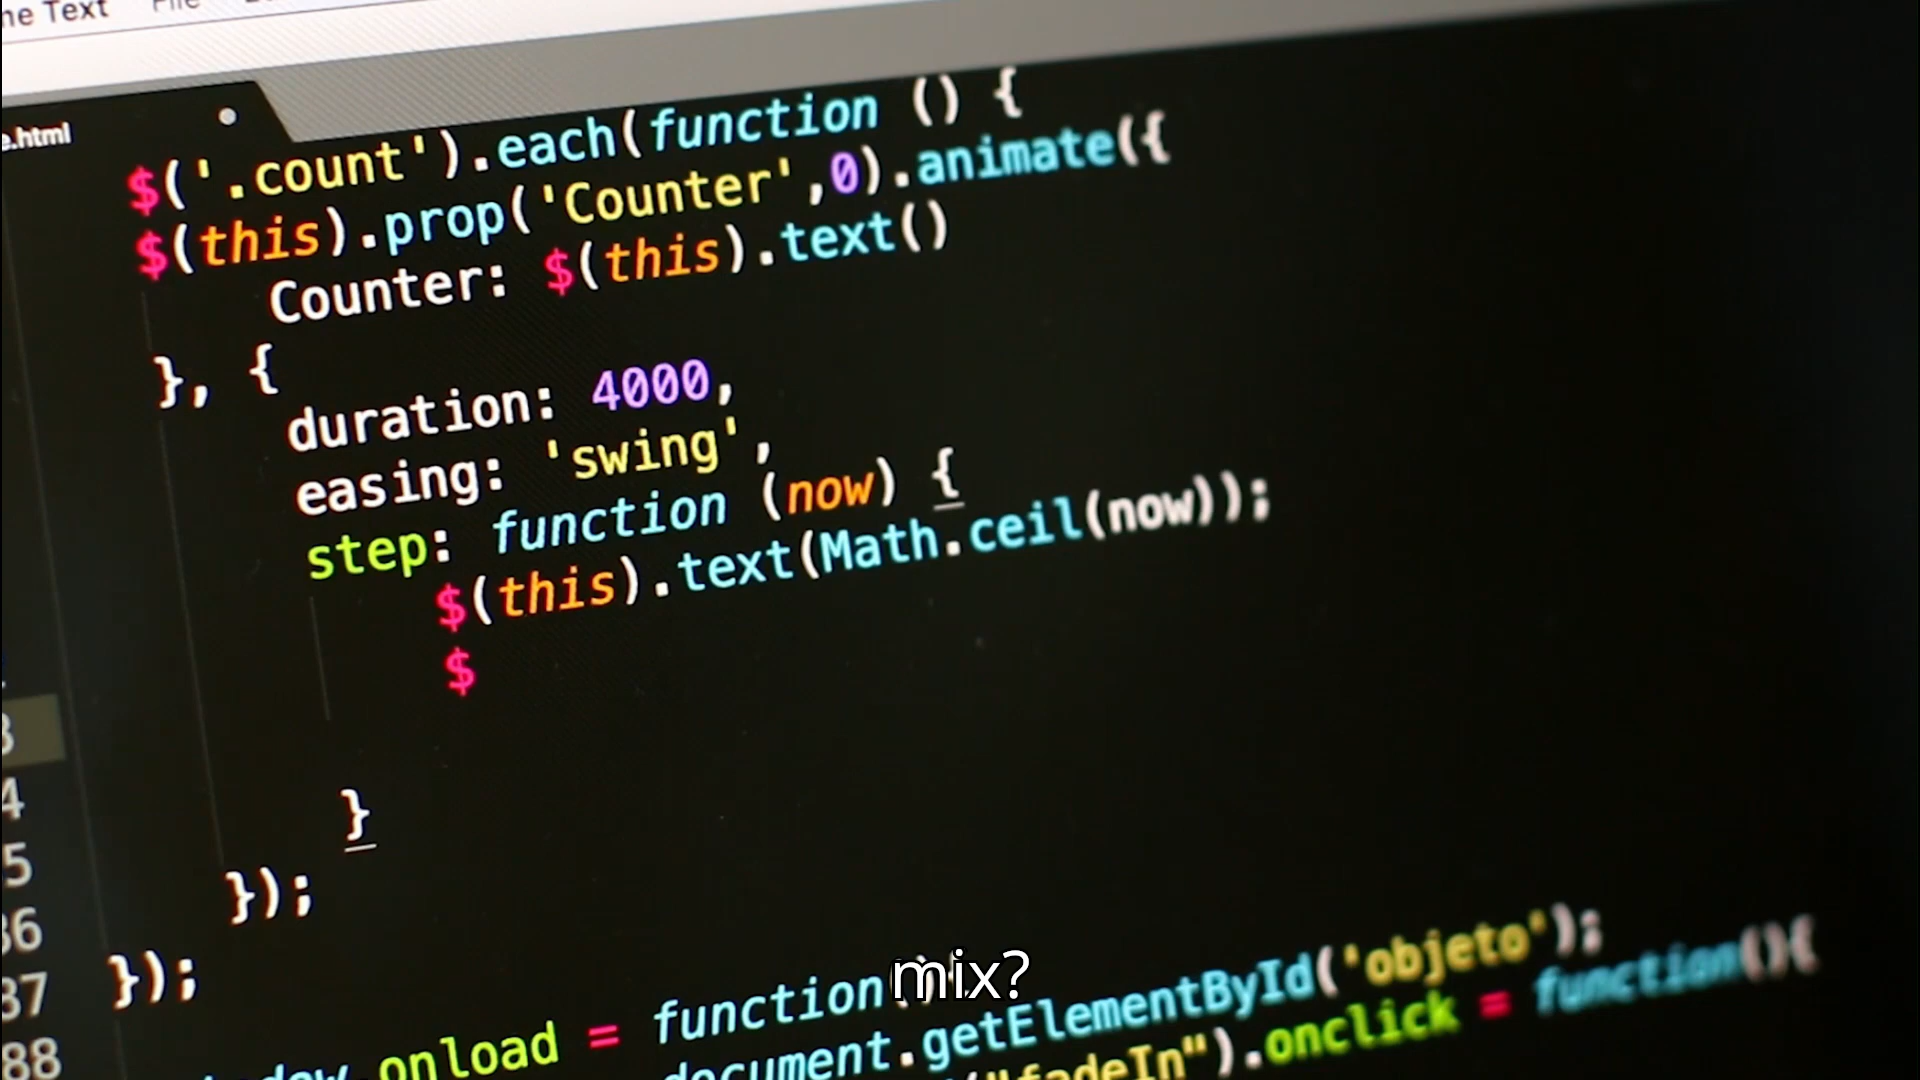 ne Text File
e.html
$('.count').each(function () {
$(this).prop('Counter',0).animate({
Counter: $(this).text()
}, {
duration: 4000,
easing: 'swing',
step: function (now) {
$(this).text(Math.ceil(now));
$
3
4
}
5
});
36
});
37
mix?
88
window.onload = function(){
document.getElementById('objeto');
("fadeIn").onclick = function(){